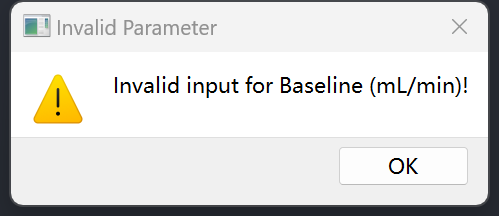 Invalid Parameter
Invalid input for Baseline (mL/min)!
OK